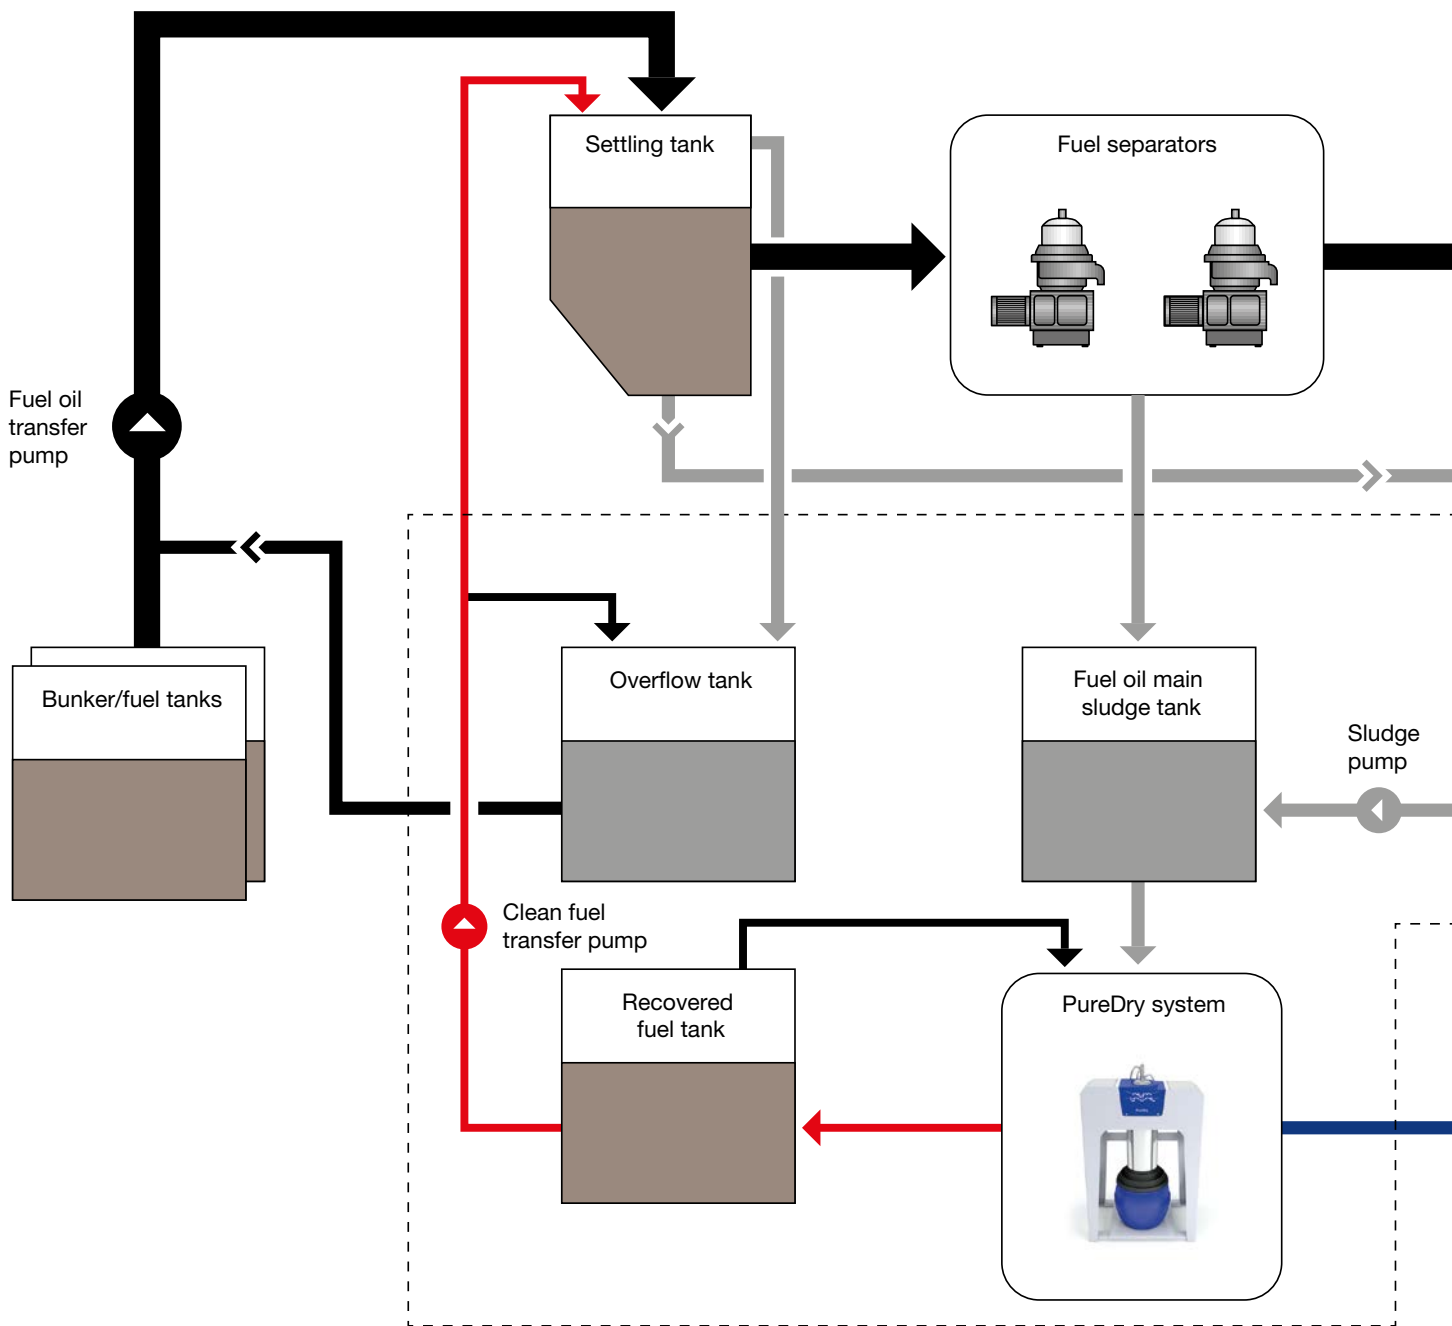 Settling tank
Fuel separators
Fuel oil
transfer
pump
Bunker/fuel tanks
Overflow tank
Fuel oil main
sludge tank
Sludge
pump
Clean fuel
transfer pump
Recovered
fuel tank
PureDry system